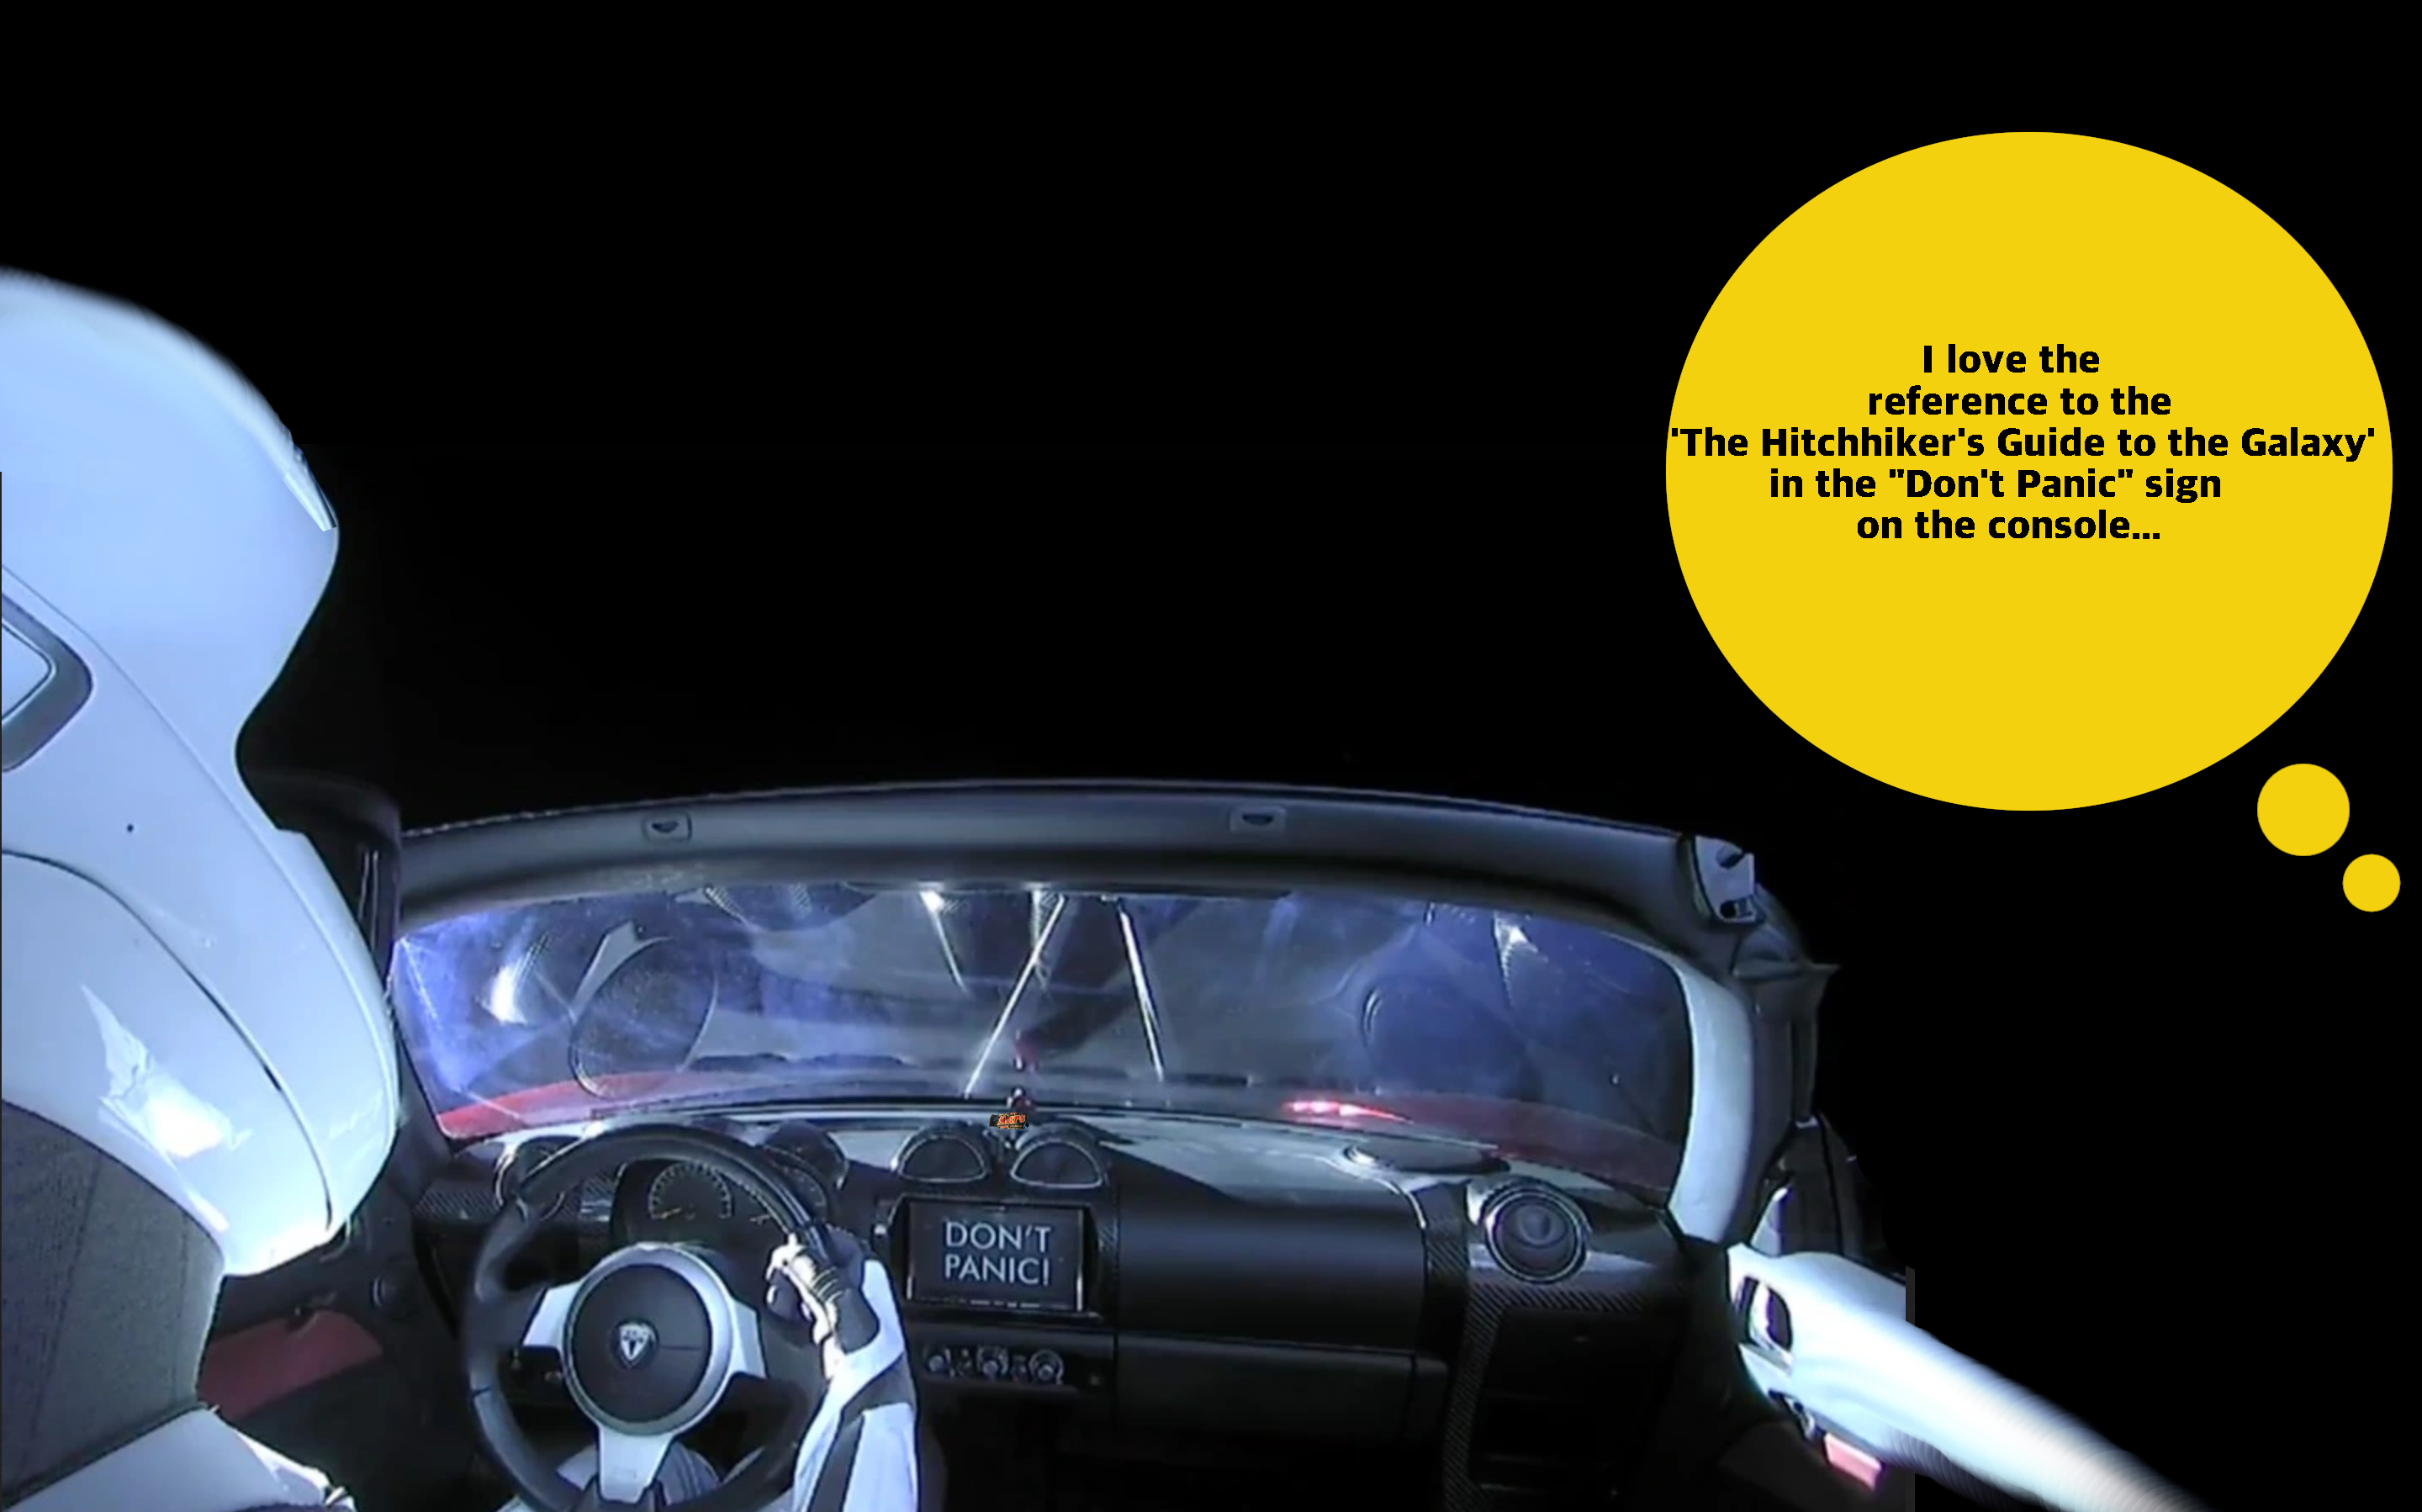 I love the
reference to the
'The Hitchhiker's Guide to the Galaxy'
in the "Don't Panic" sign
on the console...
DON'T
PANIC!